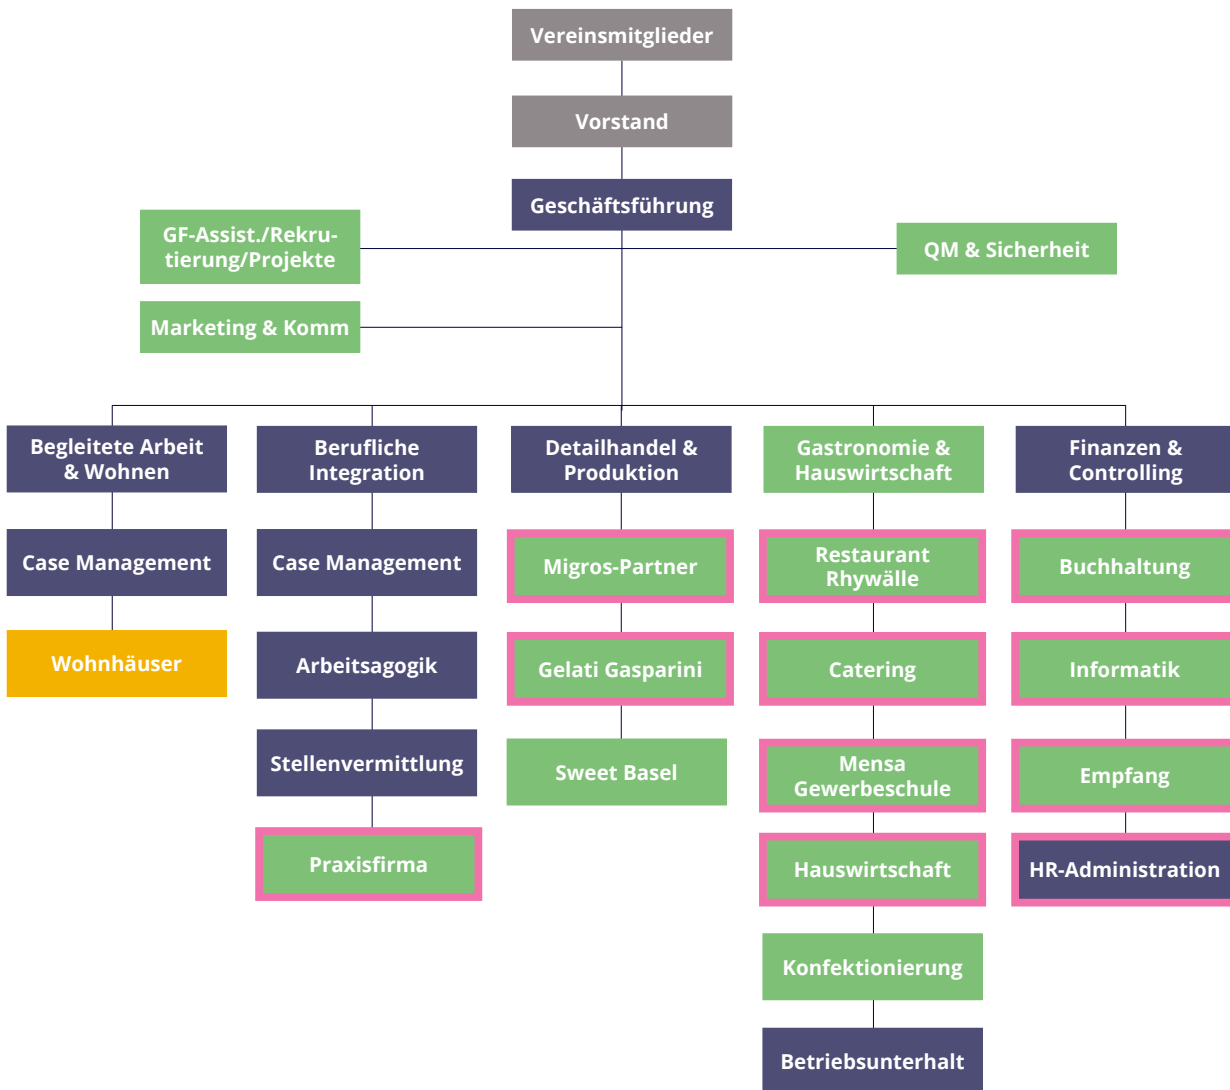 Vereinsmitglieder
Vorstand
Geschäftsführung
GF-Assist./Rekru-
tierung/Projekte
QM & Sicherheit
Marketing & Komm
Begleitete Arbeit
& Wohnen
Case Management
Wohnhäuser
Berufliche
Integration
Case Management
Arbeitsagogik
Stellenvermittlung
Praxisfirma
Detailhandel &
Produktion
Migros-Partner
Gelati Gasparini
Sweet Basel
Gastronomie &
Hauswirtschaft
Restaurant
Rhywälle
Catering
Mensa
Gewerbeschule
Hauswirtschaft
Konfektionierung
Betriebsunterhalt
Finanzen &
Controlling
Buchhaltung
Informatik
Empfang
HR-Administration